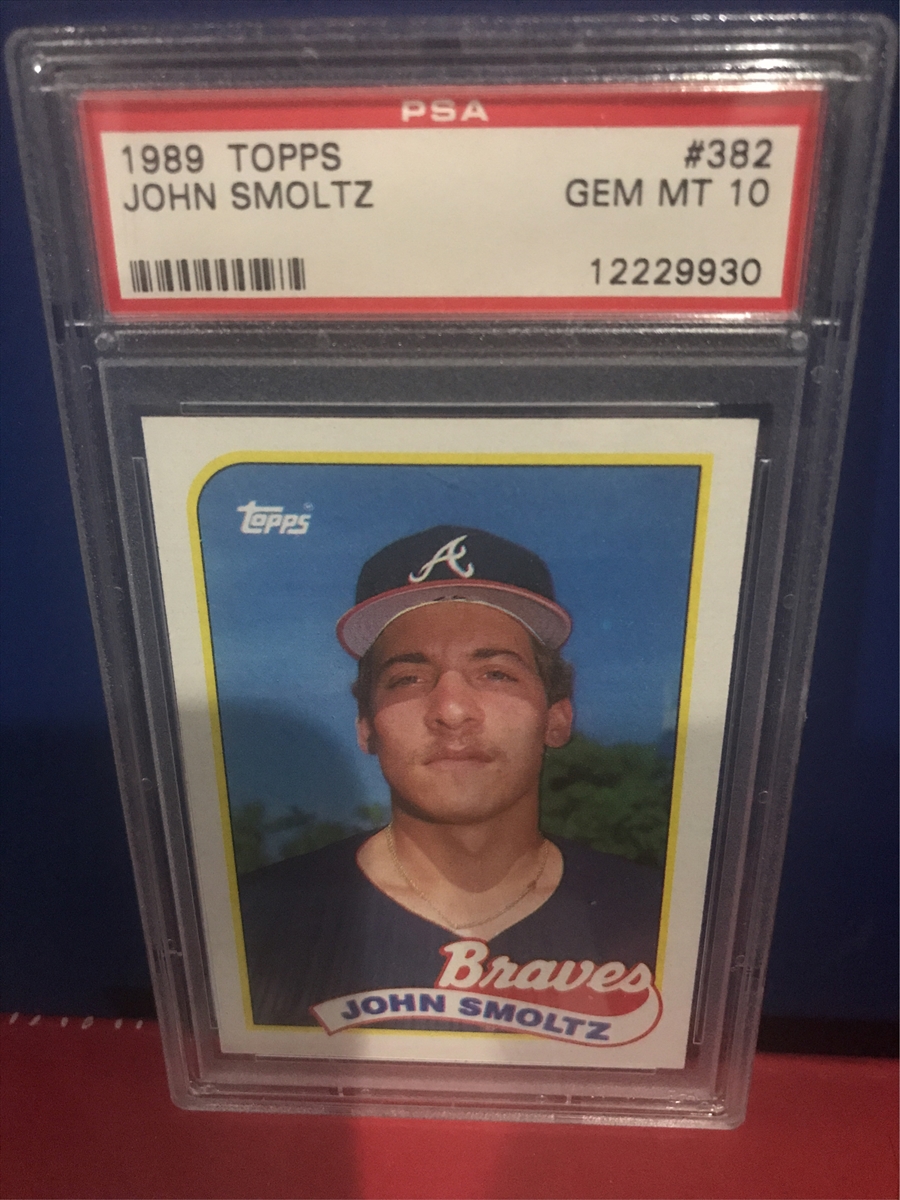 PSA
1989 TOPPS #382
JOHN SMOLTZ GEM MT 10
12229930
topps
A
Braves
JOHN SMOLTZ